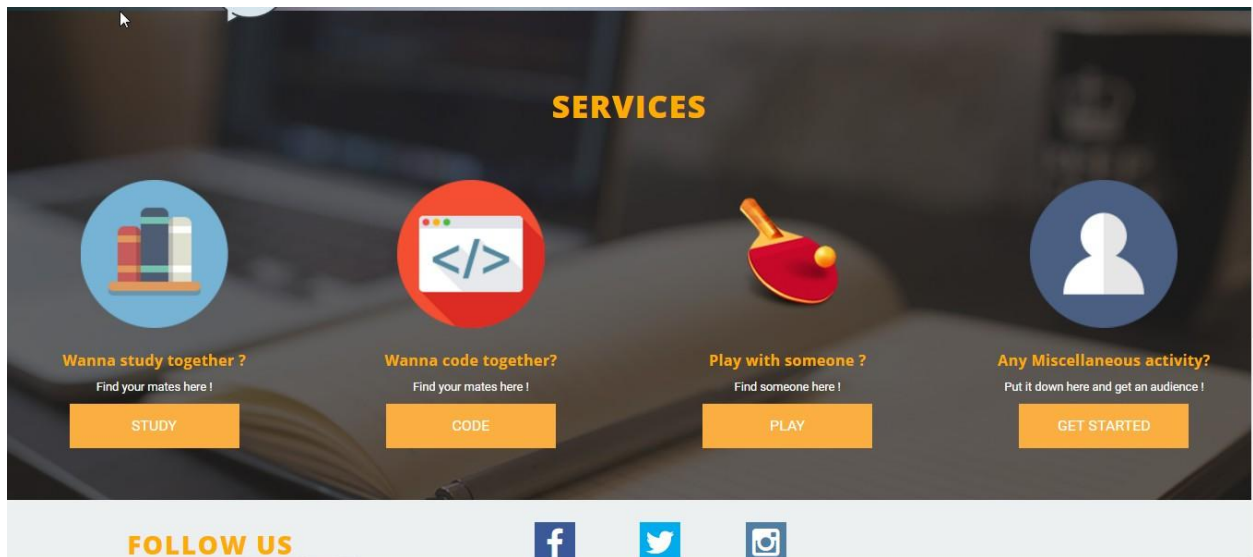 SERVICES
</>
Wanna study together ?
Wanna code together?
Play with someone ?
Any Miscellaneous activity?
Find your mates here !
Find your mates here !
Find someone here !
Put it down here and get an audience !
STUDY
CODE
PLAY
GET STARTED
FOLLOW US